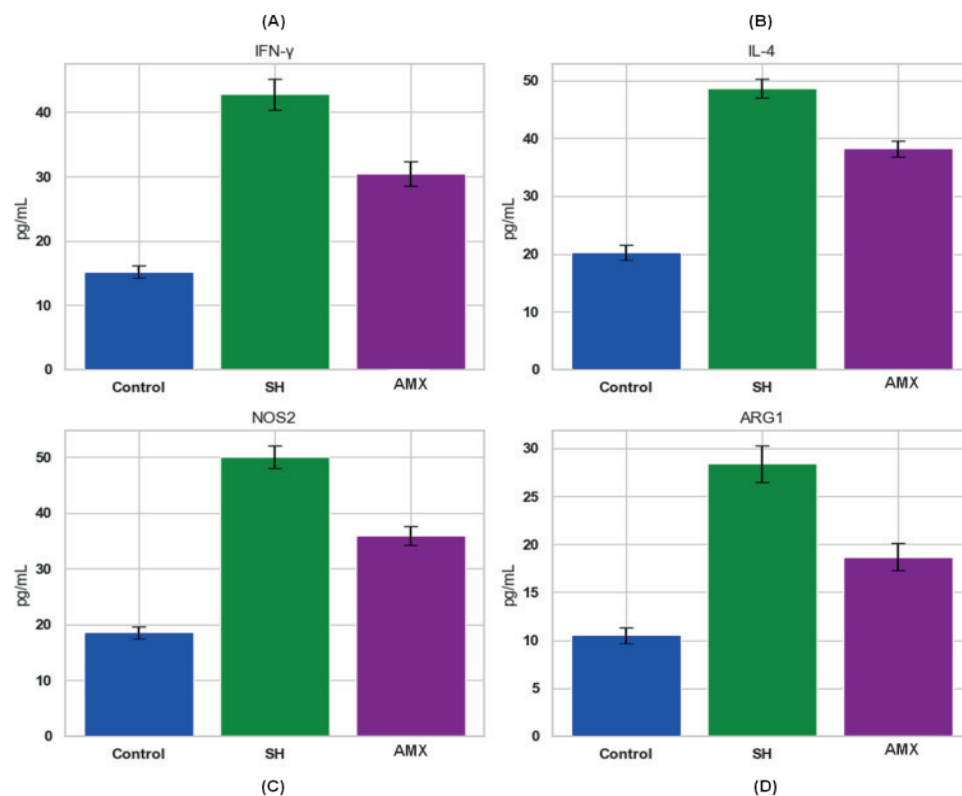 (A)
(B)
IFN-γ
IL-4
pg/mL
40
30
20
10
0
Control
SH
AMX
pg/mL
50
40
30
20
10
0
Control
SH
AMX
NOS2
ARG1
pg/mL
50
40
30
20
10
0
Control
SH
AMX
pg/mL
30
25
20
15
10
5
0
Control
SH
AMX
(C)
(D)